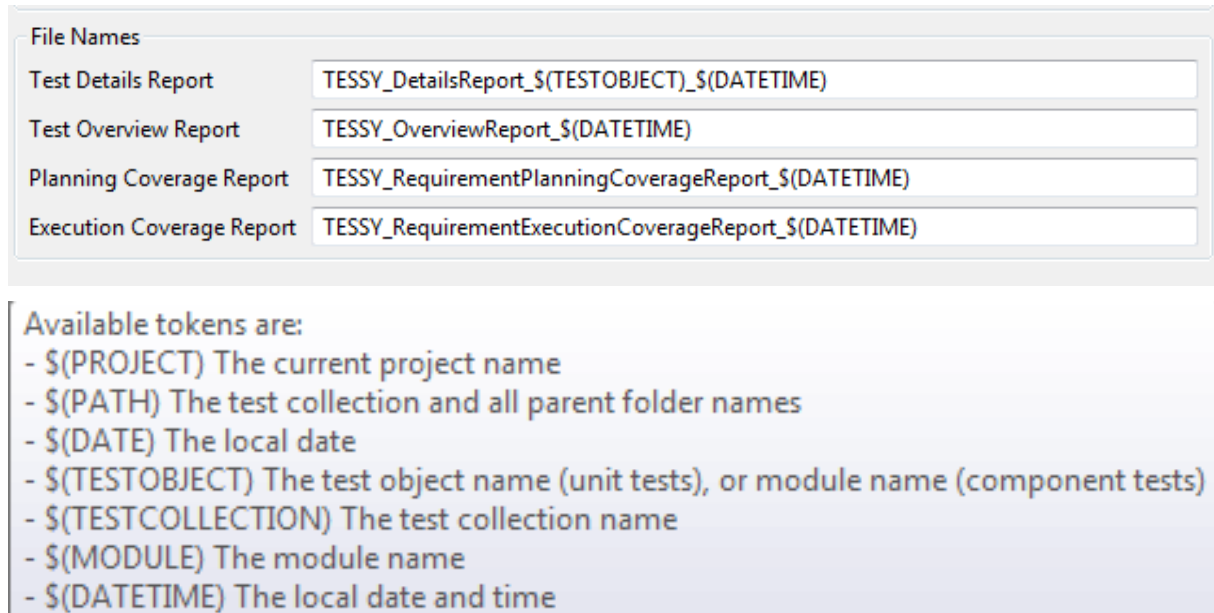 File Names
Test Details Report TESSY_DetailsReport_$(TESTOBJECT)_$(DATETIME)
Test Overview Report TESSY_OverviewReport_$(DATETIME)
Planning Coverage Report TESSY_RequirementPlanningCoverageReport_$(DATETIME)
Execution Coverage Report TESSY_RequirementExecutionCoverageReport_$(DATETIME)
Available tokens are:
- $(PROJECT) The current project name
- $(PATH) The test collection and all parent folder names
- $(DATE) The local date
- $(TESTOBJECT) The test object name (unit tests), or module name (component tests)
- $(TESTCOLLECTION) The test collection name
- $(MODULE) The module name
- $(DATETIME) The local date and time